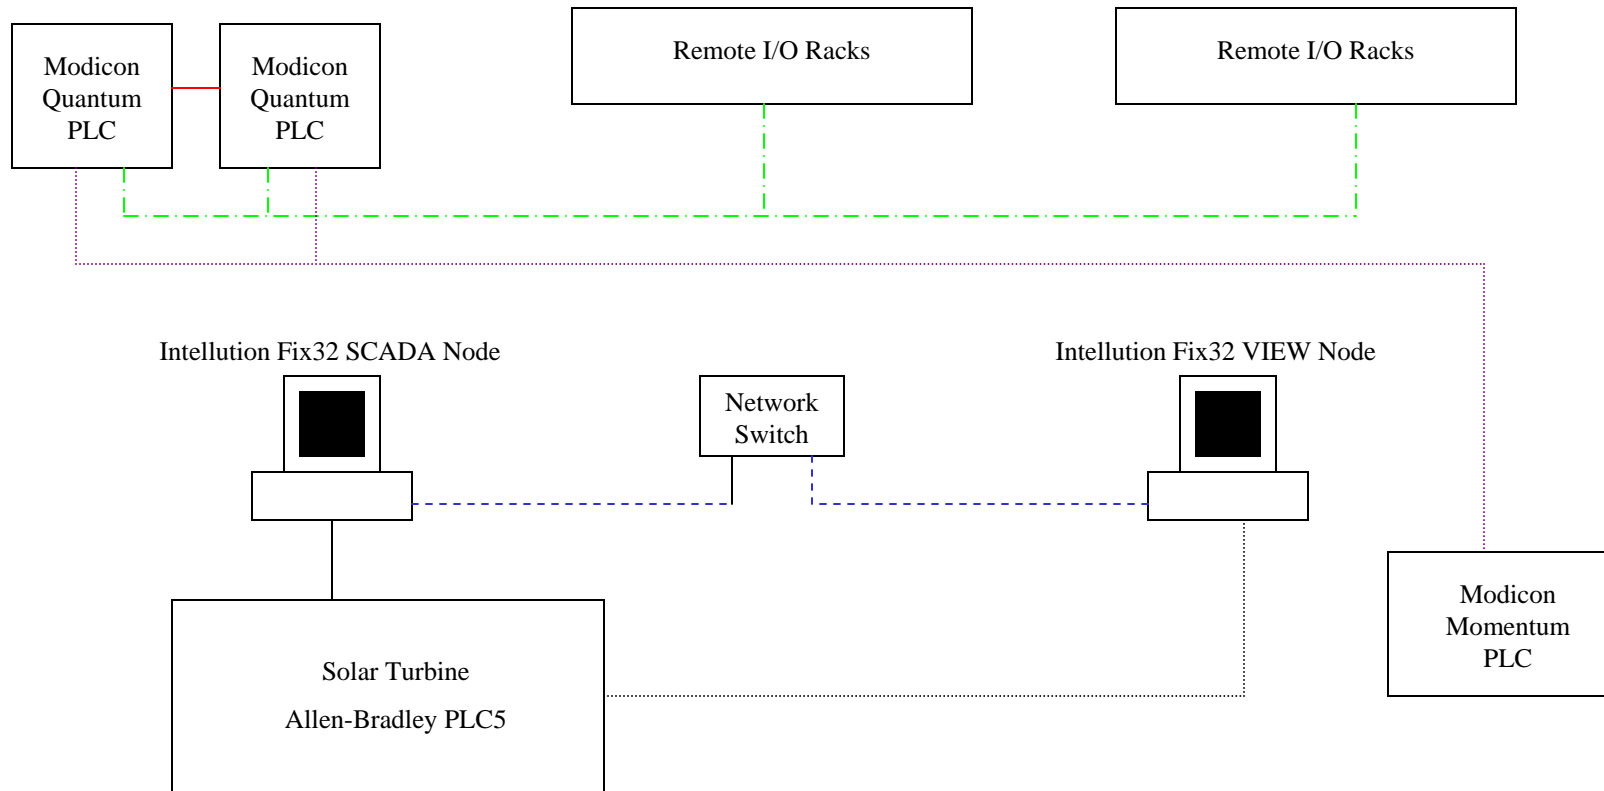 Modicon
Quantum
PLC
Modicon
Quantum
PLC
Remote I/O Racks
Remote I/O Racks
Intellution Fix32 SCADA Node
Intellution Fix32 VIEW Node
Network
Switch
Modicon
Momentum
PLC
Solar Turbine
Allen-Bradley PLC5